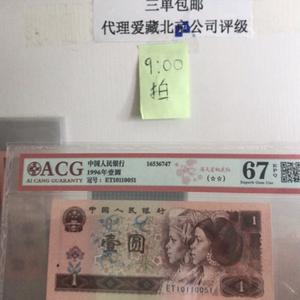 三单包邮
代理爱藏北京公司评级
9:00
拍
ACG
AI CANG GUARANTY
中国人民银行
1996年壹圆
冠号:ET10110051
16536747
(☆☆)
67 EPQ
Superb Gem Unc
中国人民银行
壹圆
1
ET10110051